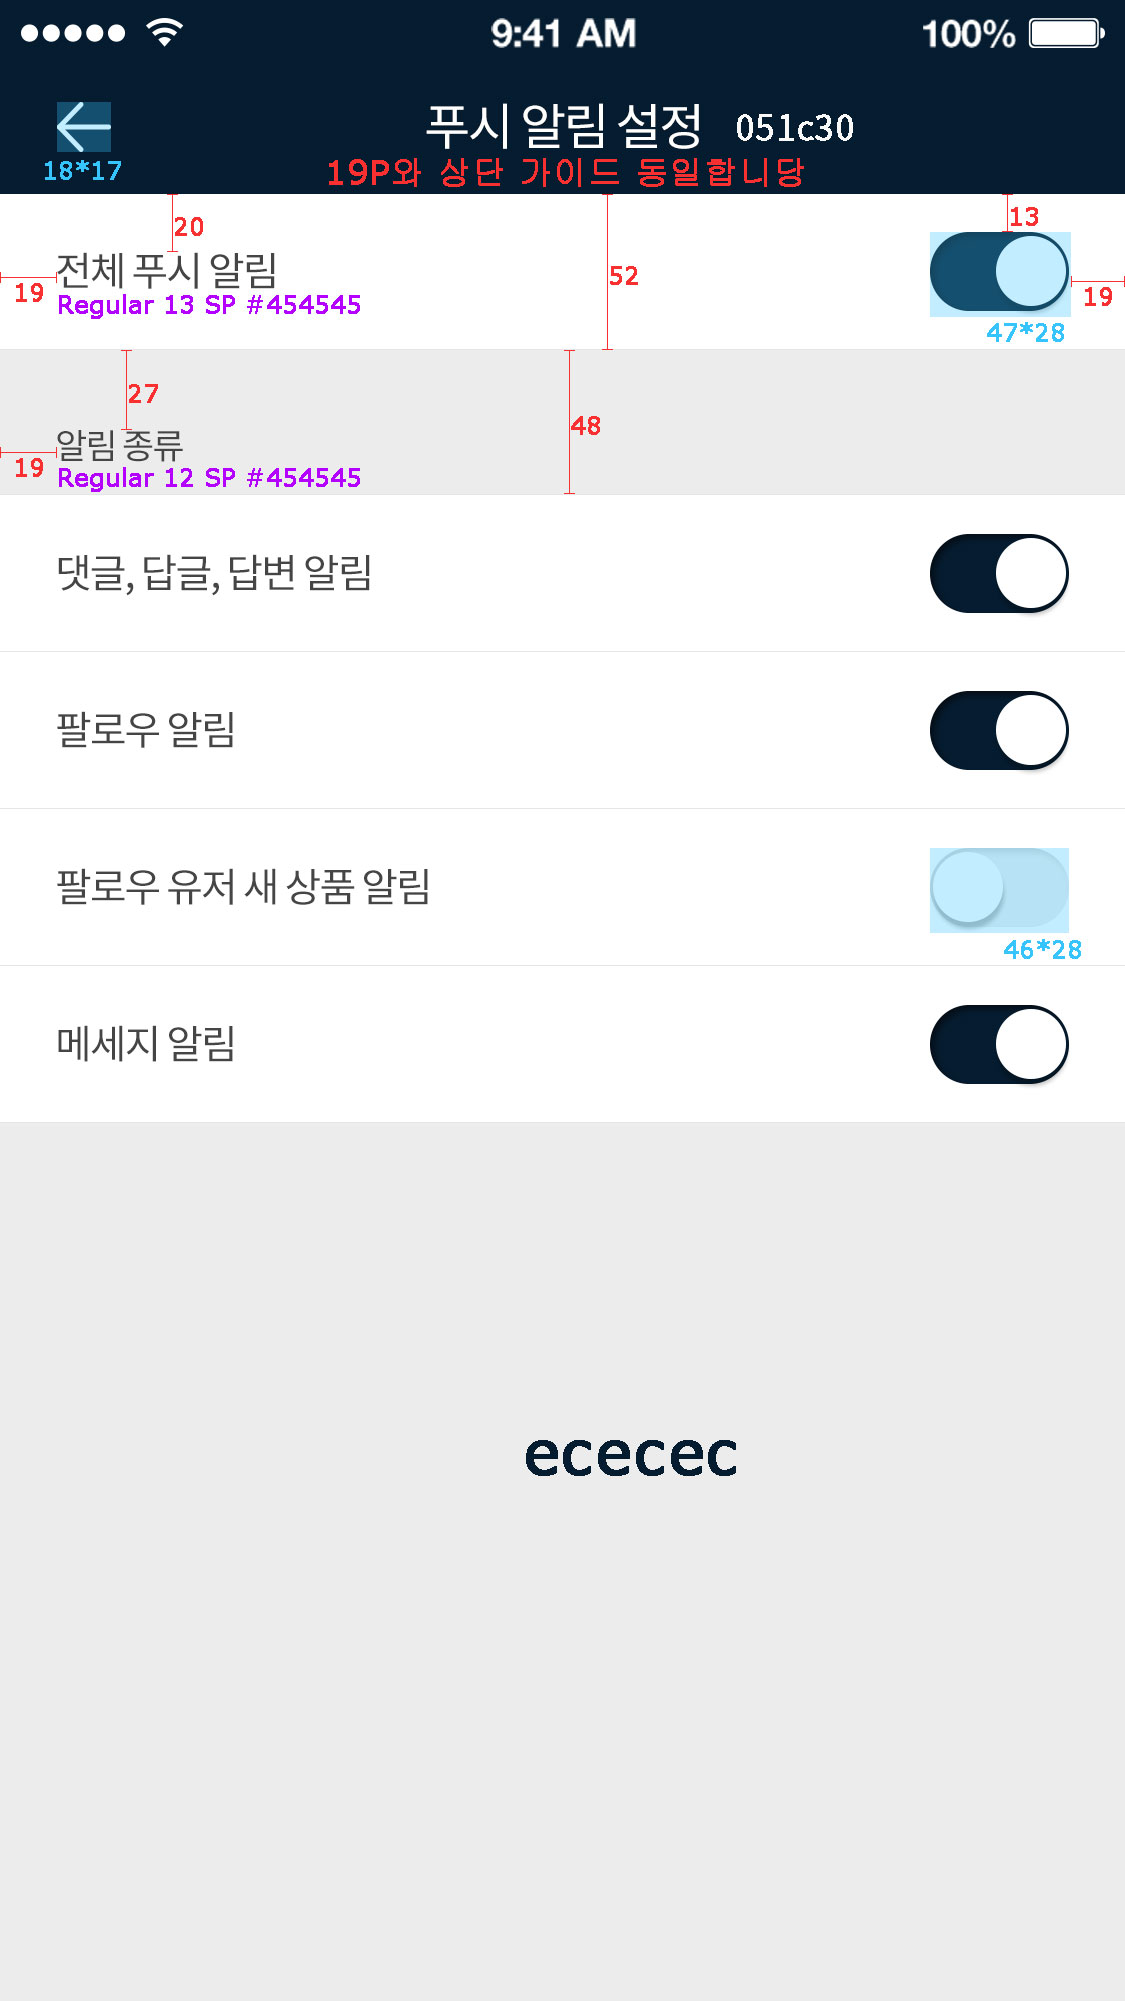 9:41 AM 100%
푸시 알림 설정 051c30
18*17
19P와 상단 가이드 동일합니당
20
13
전체 푸시 알림
52
19
Regular 13 SP #454545
19
47*28
27
48
알림 종류
19
Regular 12 SP #454545
댓글, 답글, 답변 알림
팔로우 알림
팔로우 유저 새 상품 알림
46*28
메세지 알림
ececec